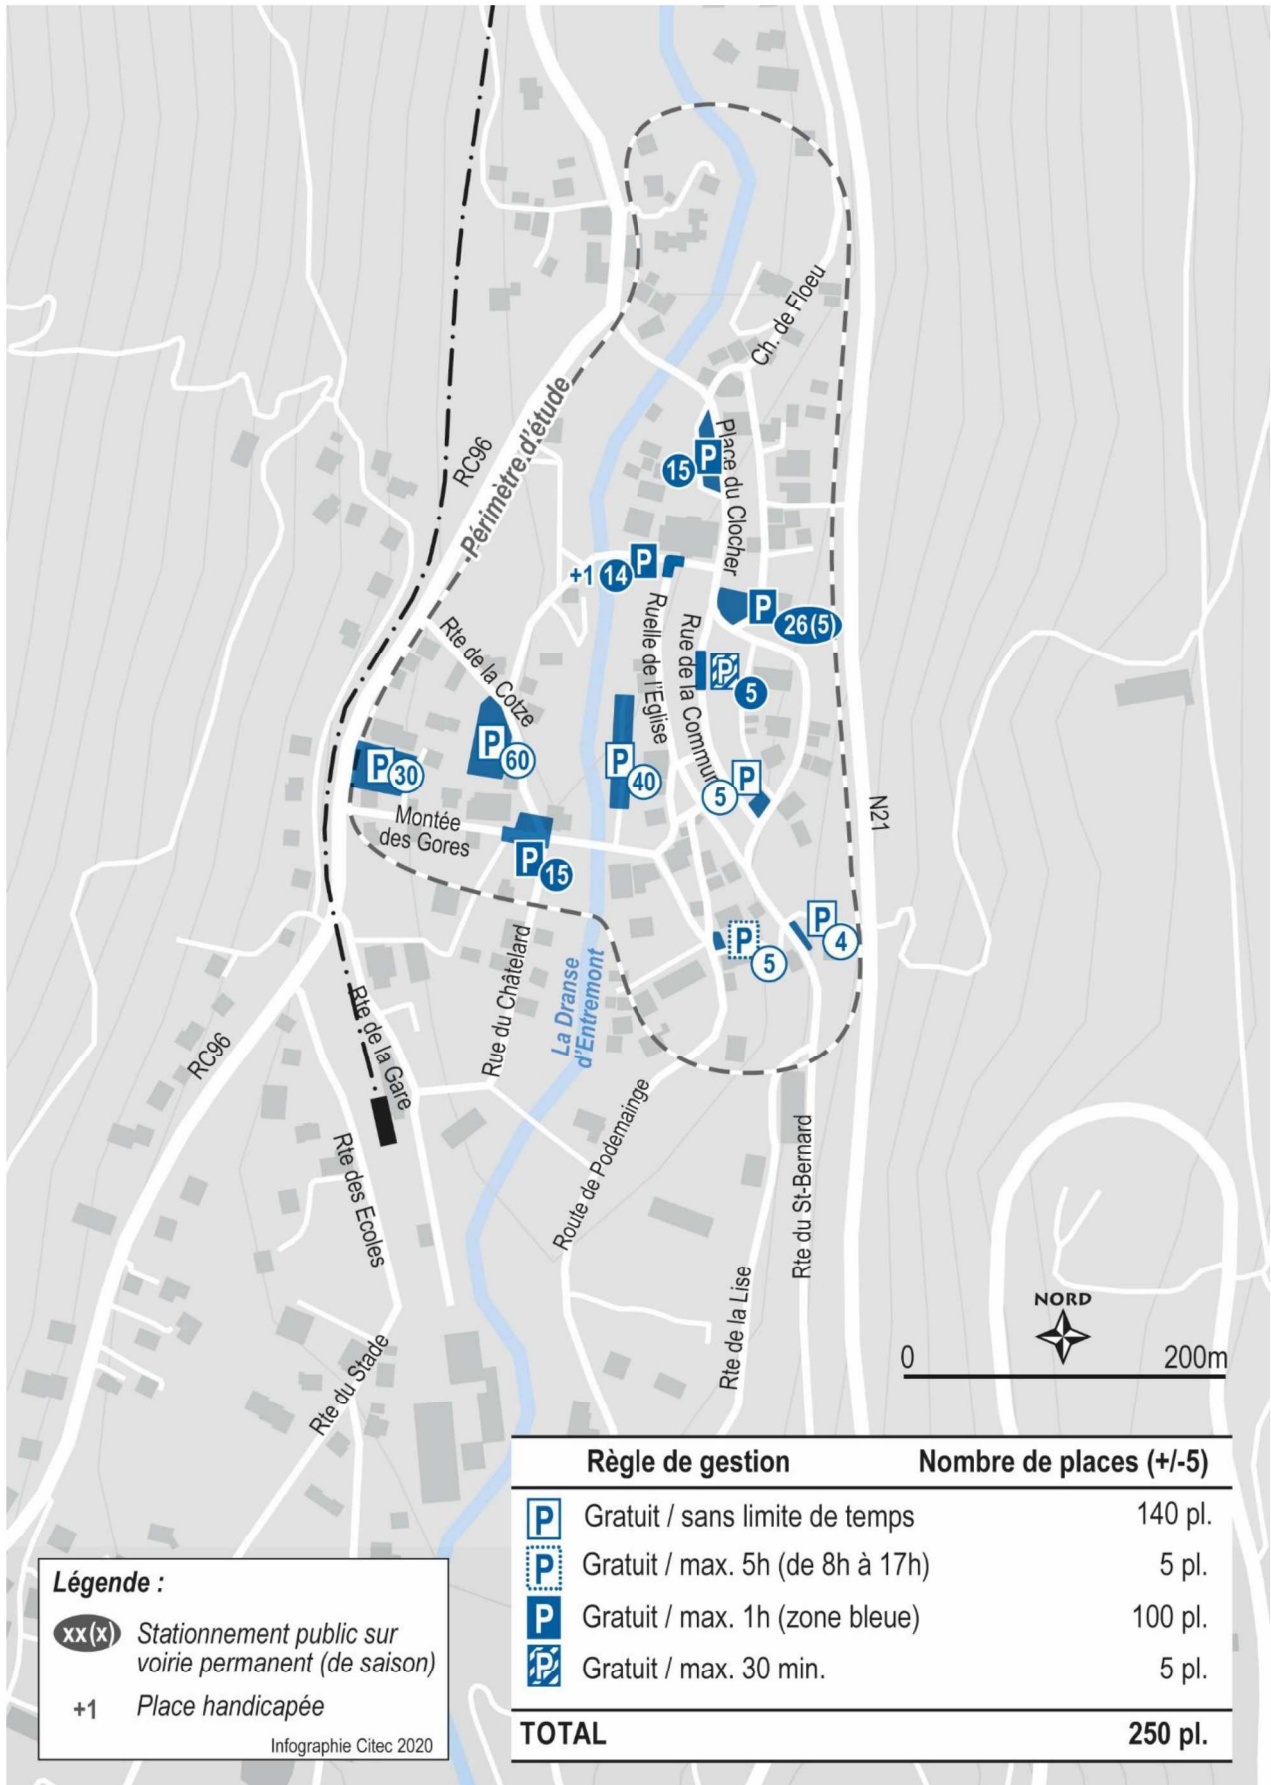 Ch. de Floeu
RC96
Périmètre d'étude
Place du Clocher
P
15
+1 14 P
P
26(5)
Ruelle de l'Eglise
Rue de la Commun
Rte de la Cotze
P
5
P 30
P 60
P
40
P
5
Montée
des Gores
P
15
N21
P
4
P
5
Rue du Châtelard
La Dranse
d'Entremont
RC96
Rte de la Gare
Rte des Ecoles
Route de Podemainge
Rte du St-Bernard
Rte de la Lise
Rte du Stade
NORD
0 200m
Règle de gestion Nombre de places (+/-5)
P Gratuit / sans limite de temps 140 pl.
P Gratuit / max. 5h (de 8h à 17h) 5 pl.
P Gratuit / max. 1h (zone bleue) 100 pl.
P Gratuit / max. 30 min. 5 pl.
TOTAL 250 pl.
Légende :
xx(x) Stationnement public sur
voirie permanent (de saison)
+1 Place handicapée
Infographie Citec 2020